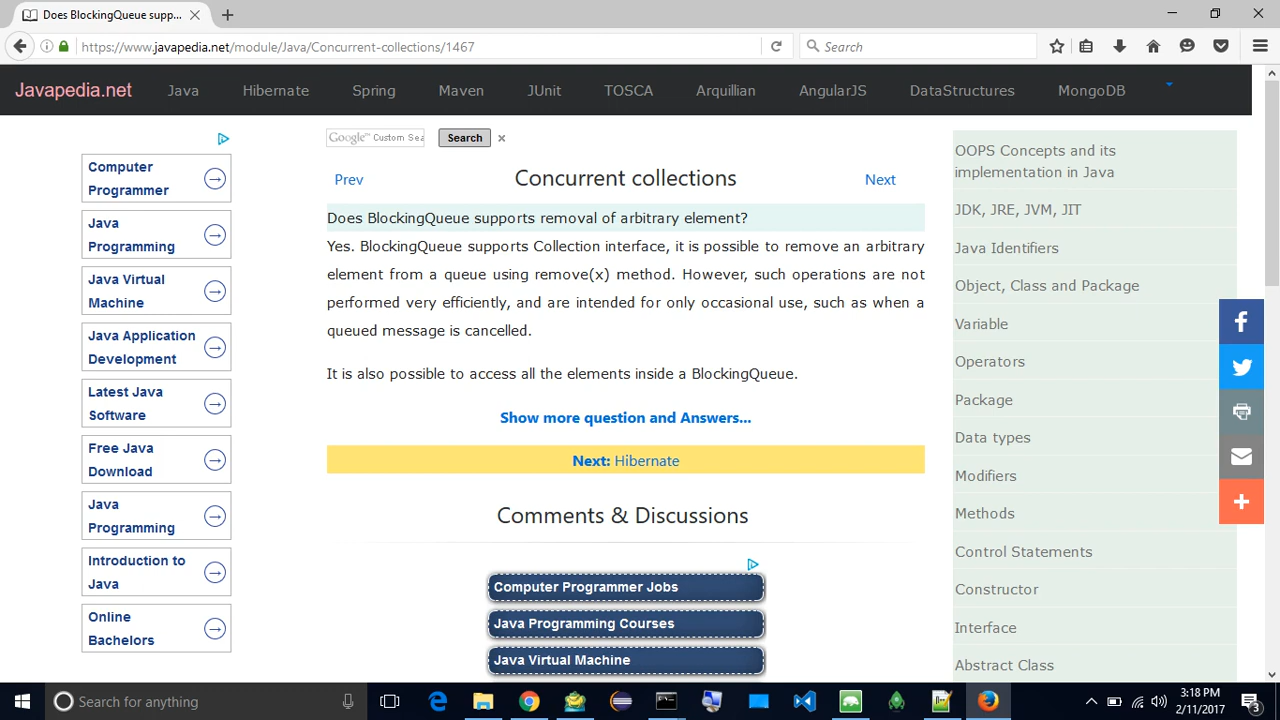 Does BlockingQueue supp...
https://www.javapedia.net/module/Java/Concurrent-collections/1467
Search
Javapedia.net Java Hibernate Spring Maven JUnit TOSCA Arquillian AngularJS DataStructures MongoDB
Computer
Programmer
Java
Programming
Java Virtual
Machine
Java Application
Development
Latest Java
Software
Free Java
Download
Java
Programming
Introduction to
Java
Online
Bachelors
Google™ Custom Sea
Search
×
Prev
Concurrent collections
Next
Does BlockingQueue supports removal of arbitrary element?
Yes. BlockingQueue supports Collection interface, it is possible to remove an arbitrary
element from a queue using remove(x) method. However, such operations are not
performed very efficiently, and are intended for only occasional use, such as when a
queued message is cancelled.
It is also possible to access all the elements inside a BlockingQueue.
Show more question and Answers...
Next: Hibernate
Comments & Discussions
Computer Programmer Jobs
Java Programming Courses
Java Virtual Machine
OOPS Concepts and its
implementation in Java
JDK, JRE, JVM, JIT
Java Identifiers
Object, Class and Package
Variable
Operators
Package
Data types
Modifiers
Methods
Control Statements
Constructor
Interface
Abstract Class
Search for anything
3:18 PM
2/11/2017
3